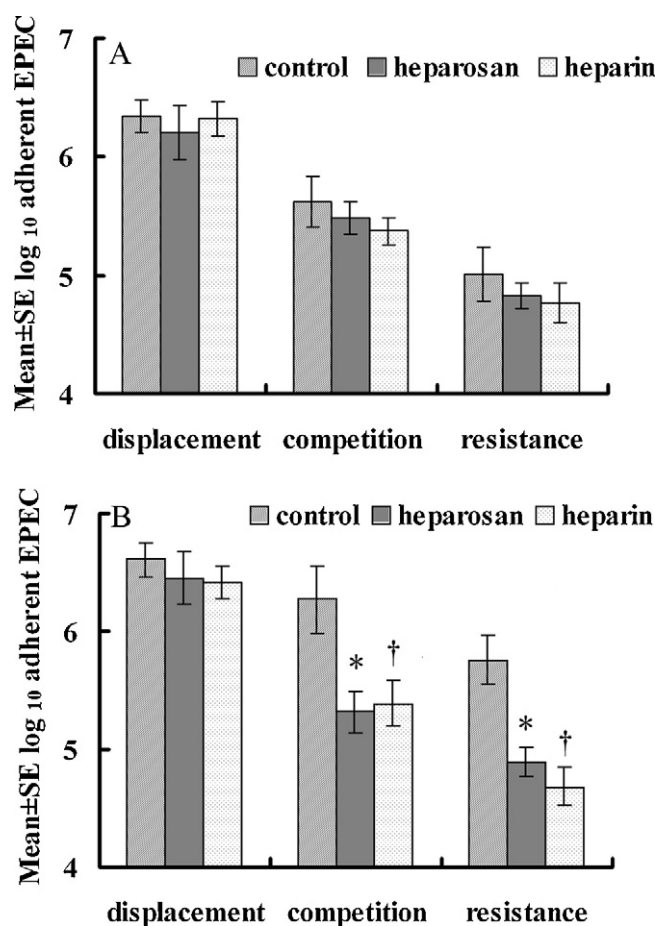 A
control heparosan heparin
Mean±SE log 10 adherent EPEC
7
6
5
4
displacement competition resistance
B
control heparosan heparin
Mean±SE log 10 adherent EPEC
7
6
5
4
* †
* †
displacement competition resistance